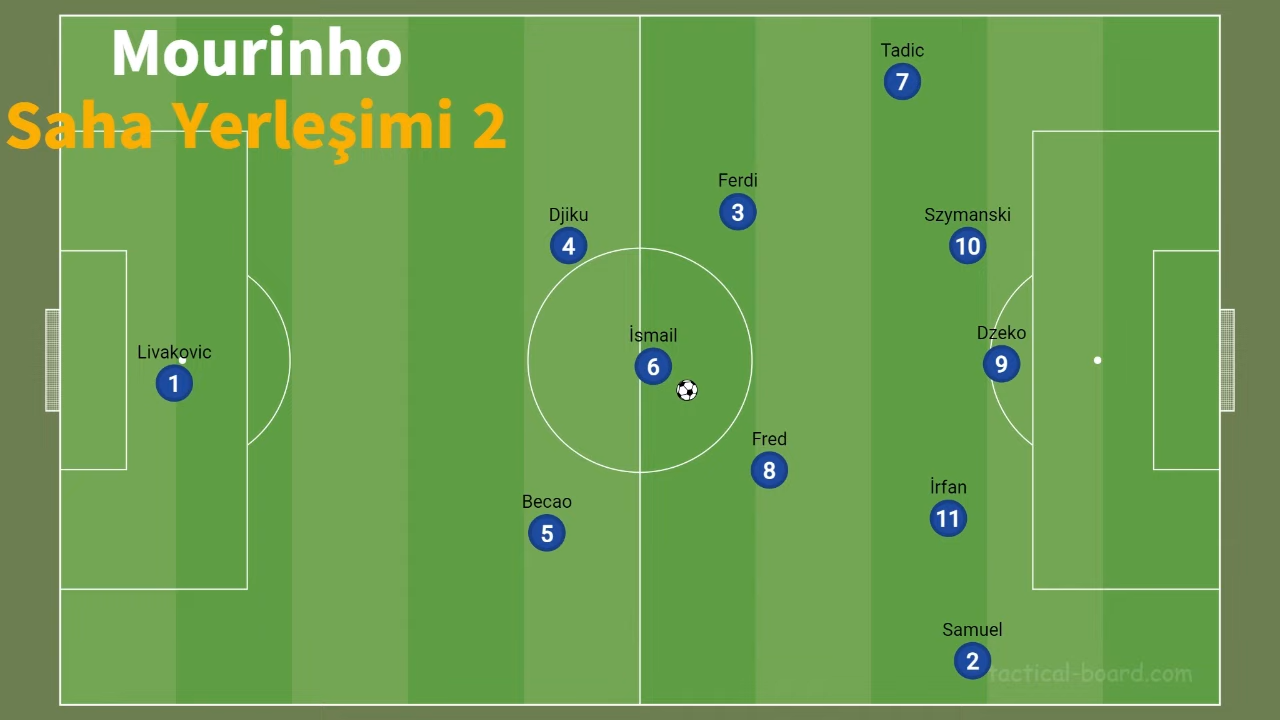 Mourinho
Saha Yerleşimi 2
Tadic
7
Ferdi
3
Djiku
4
Szymanski
10
İsmail
6
Dzeko
9
Livakovic
1
Fred
8
İrfan
11
Becao
5
Samuel
2
tactical-board.com